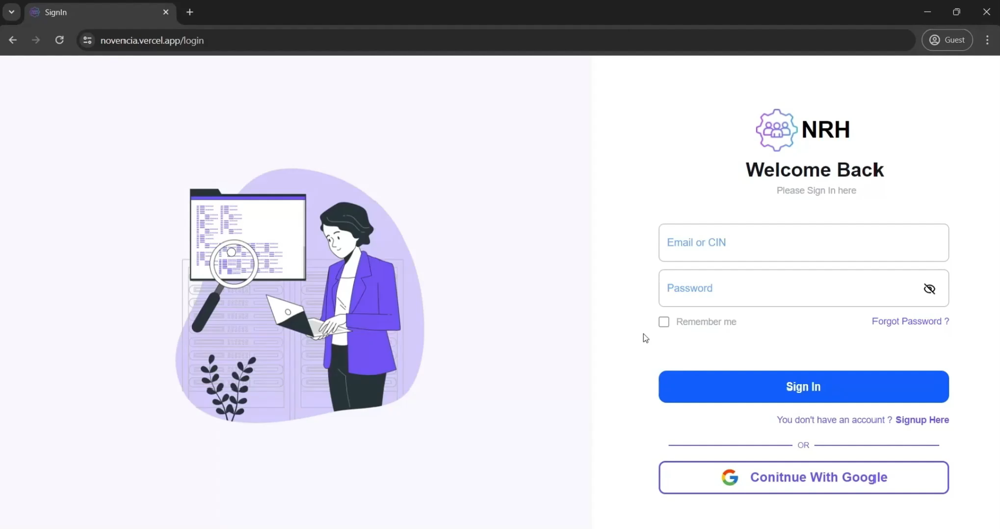 SignIn
novencia.vercel.app/login
Guest
NRH
Welcome Back
Please Sign In here
Email or CIN
Password
Remember me
Forgot Password ?
Sign In
You don't have an account ? Signup Here
OR
Conitnue With Google